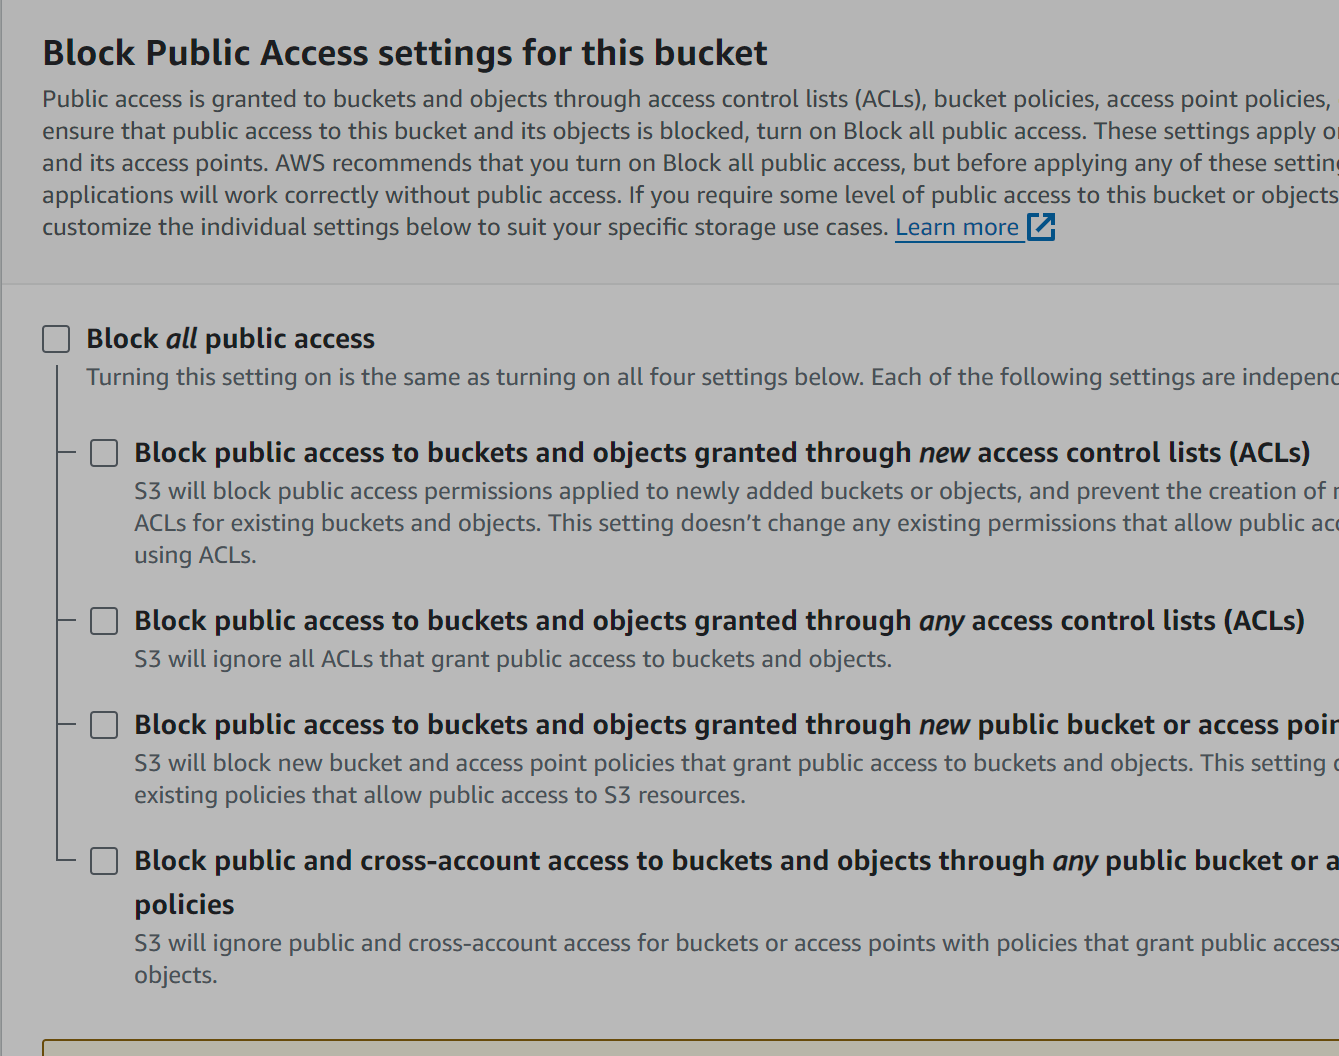 Block Public Access settings for this bucket
Public access is granted to buckets and objects through access control lists (ACLs), bucket policies, access point policies,
ensure that public access to this bucket and its objects is blocked, turn on Block all public access. These settings apply
and its access points. AWS recommends that you turn on Block all public access, but before applying any of these
applications will work correctly without public access. If you require some level of public access to this bucket or objects
customize the individual settings below to suit your specific storage use cases. Learn more
Block all public access
Turning this setting on is the same as turning on all four settings below. Each of the following settings are
Block public access to buckets and objects granted through new access control lists (ACLs)
S3 will block public access permissions applied to newly added buckets or objects, and prevent the creation of
ACLs for existing buckets and objects. This setting doesn’t change any existing permissions that allow public
using ACLs.
Block public access to buckets and objects granted through any access control lists (ACLs)
S3 will ignore all ACLs that grant public access to buckets and objects.
Block public access to buckets and objects granted through new public bucket or access
S3 will block new bucket and access point policies that grant public access to buckets and objects. This setting
existing policies that allow public access to S3 resources.
Block public and cross-account access to buckets and objects through any public bucket or
policies
S3 will ignore public and cross-account access for buckets or access points with policies that grant public access
objects.